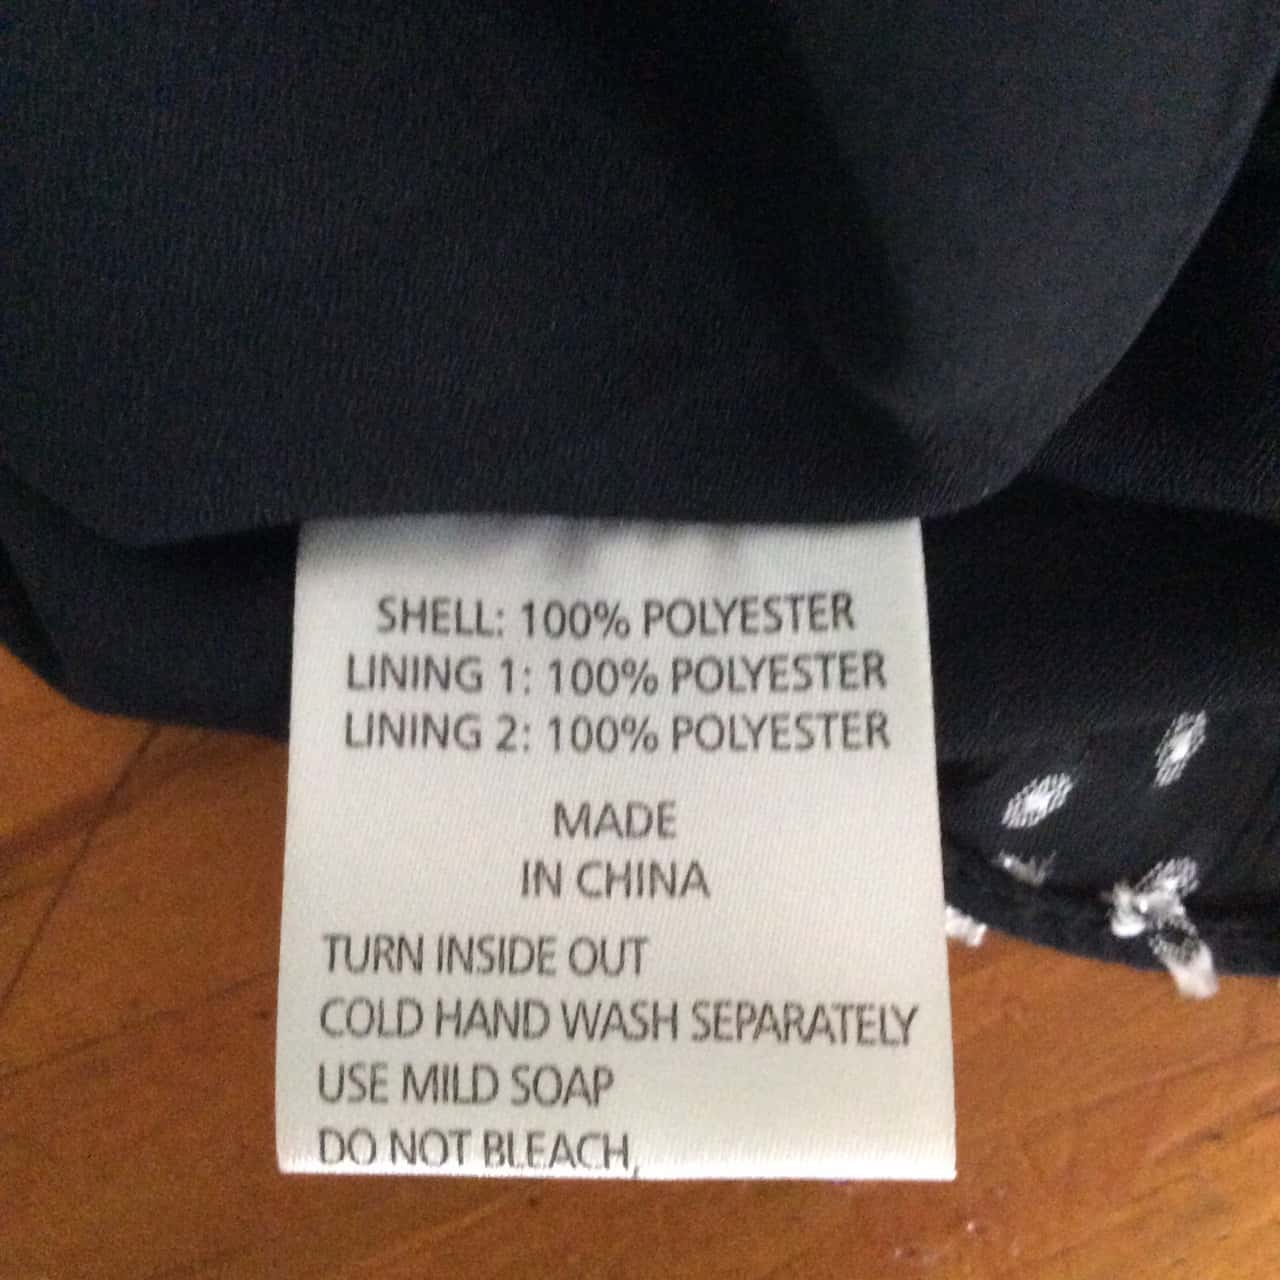 SHELL: 100% POLYESTER
LINING 1: 100% POLYESTER
LINING 2: 100% POLYESTER
MADE
IN CHINA
TURN INSIDE OUT
COLD HAND WASH SEPARATELY
USE MILD SOAP
DO NOT BLEACH,